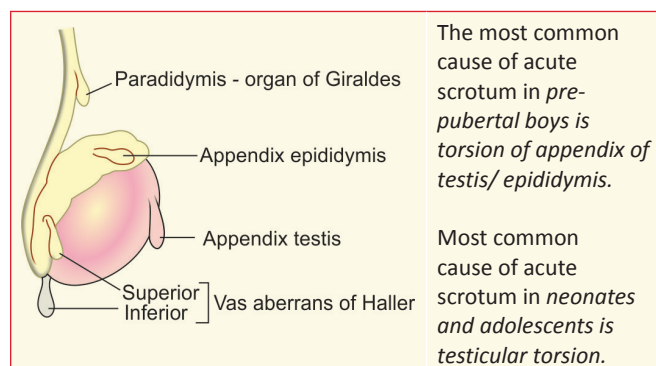 Paradidymis - organ of Giraldes
Appendix epididymis
Appendix testis
Superior
Inferior
Vas aberrans of Haller
The most common
cause of acute
scrotum in pre-
pubertal boys is
torsion of appendix of
testis/ epididymis.
Most common
cause of acute
scrotum in neonates
and adolescents is
testicular torsion.